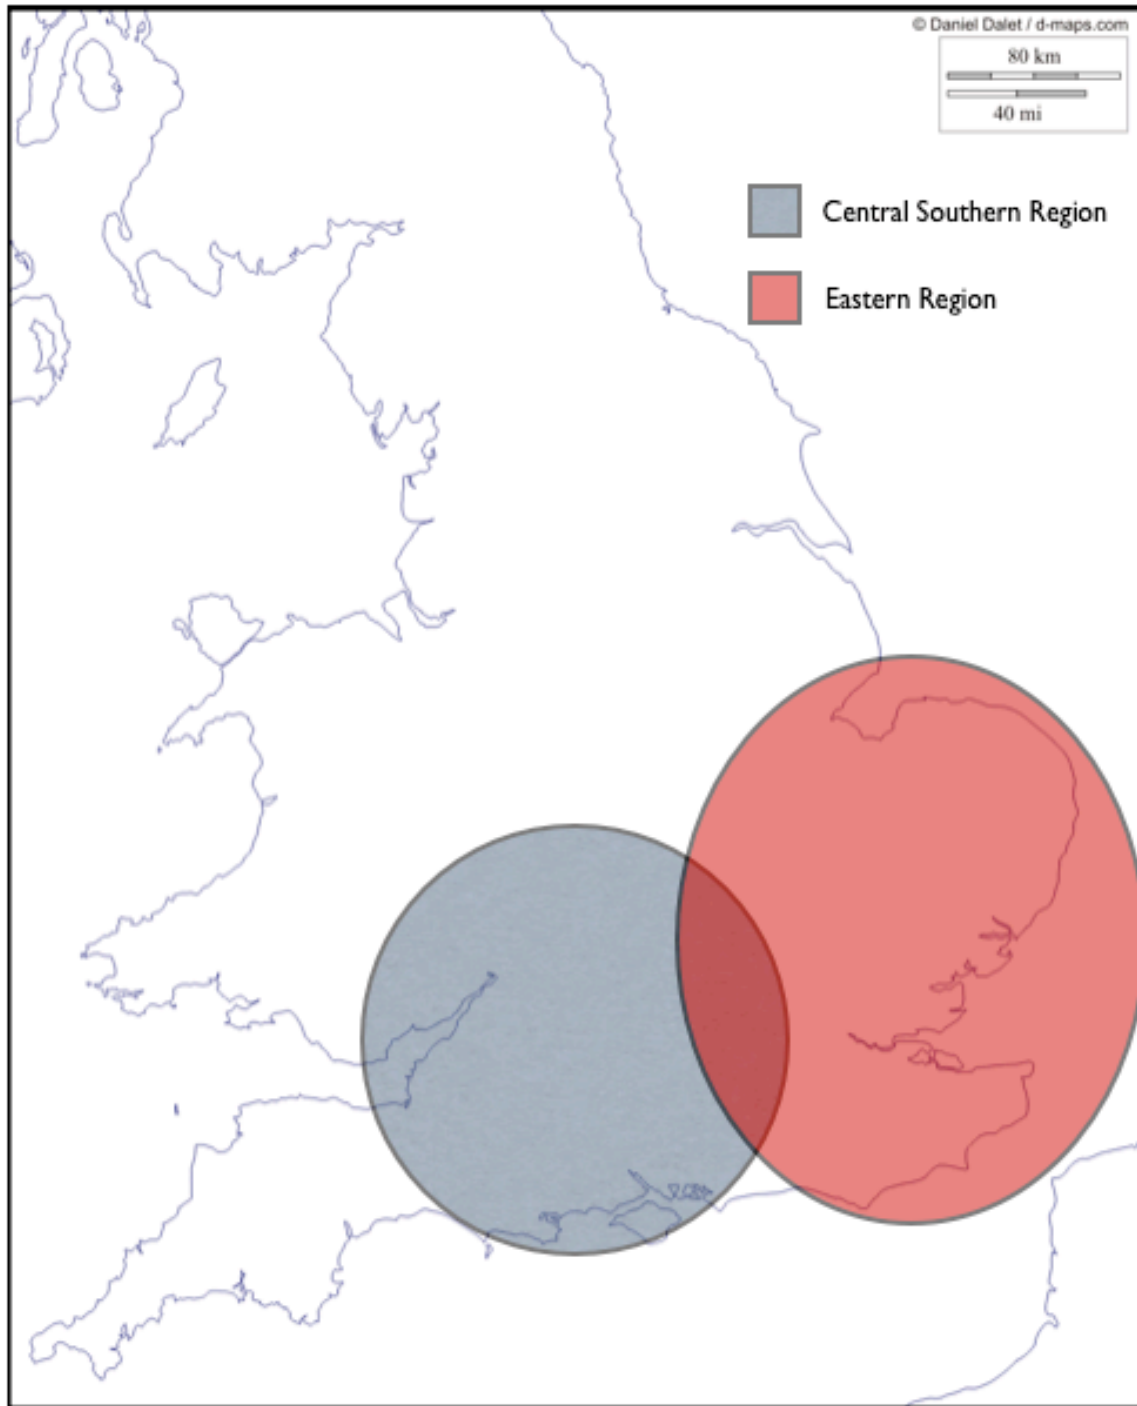 © Daniel Dalet / d-maps.com
80 km
40 mi
Central Southern Region
Eastern Region